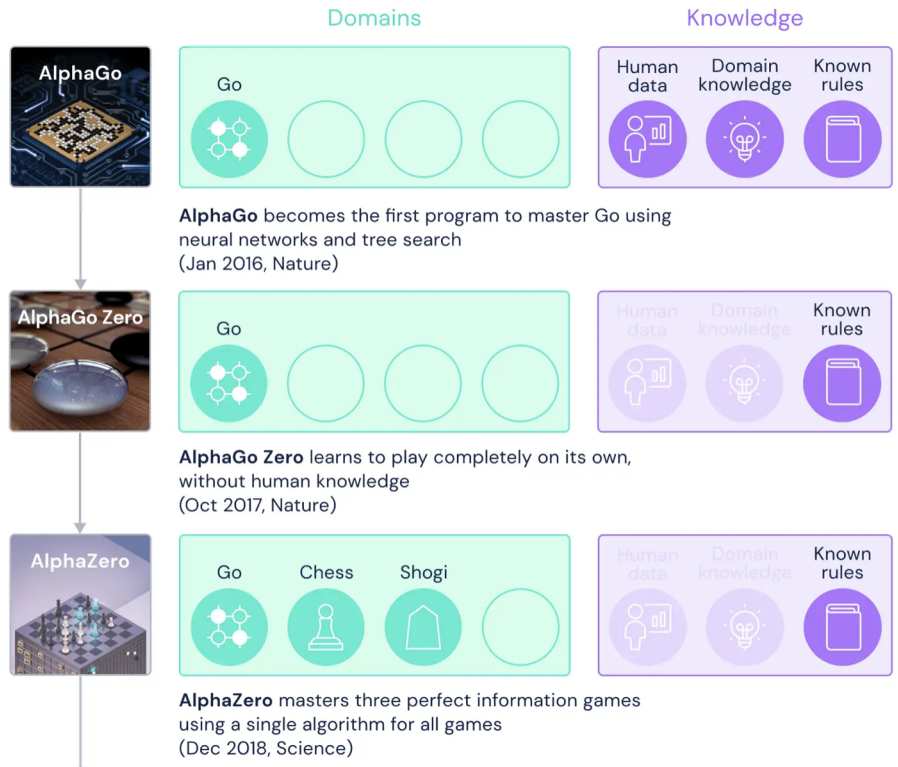 Domains
Knowledge
AlphaGo
Go
Human
data
Domain
knowledge
Known
rules
AlphaGo becomes the first program to master Go using
neural networks and tree search
(Jan 2016, Nature)
AlphaGo Zero
Go
Human
data
Domain
knowledge
Known
rules
AlphaGo Zero learns to play completely on its own,
without human knowledge
(Oct 2017, Nature)
AlphaZero
Go
Chess
Shogi
Human
data
Domain
knowledge
Known
rules
AlphaZero masters three perfect information games
using a single algorithm for all games
(Dec 2018, Science)